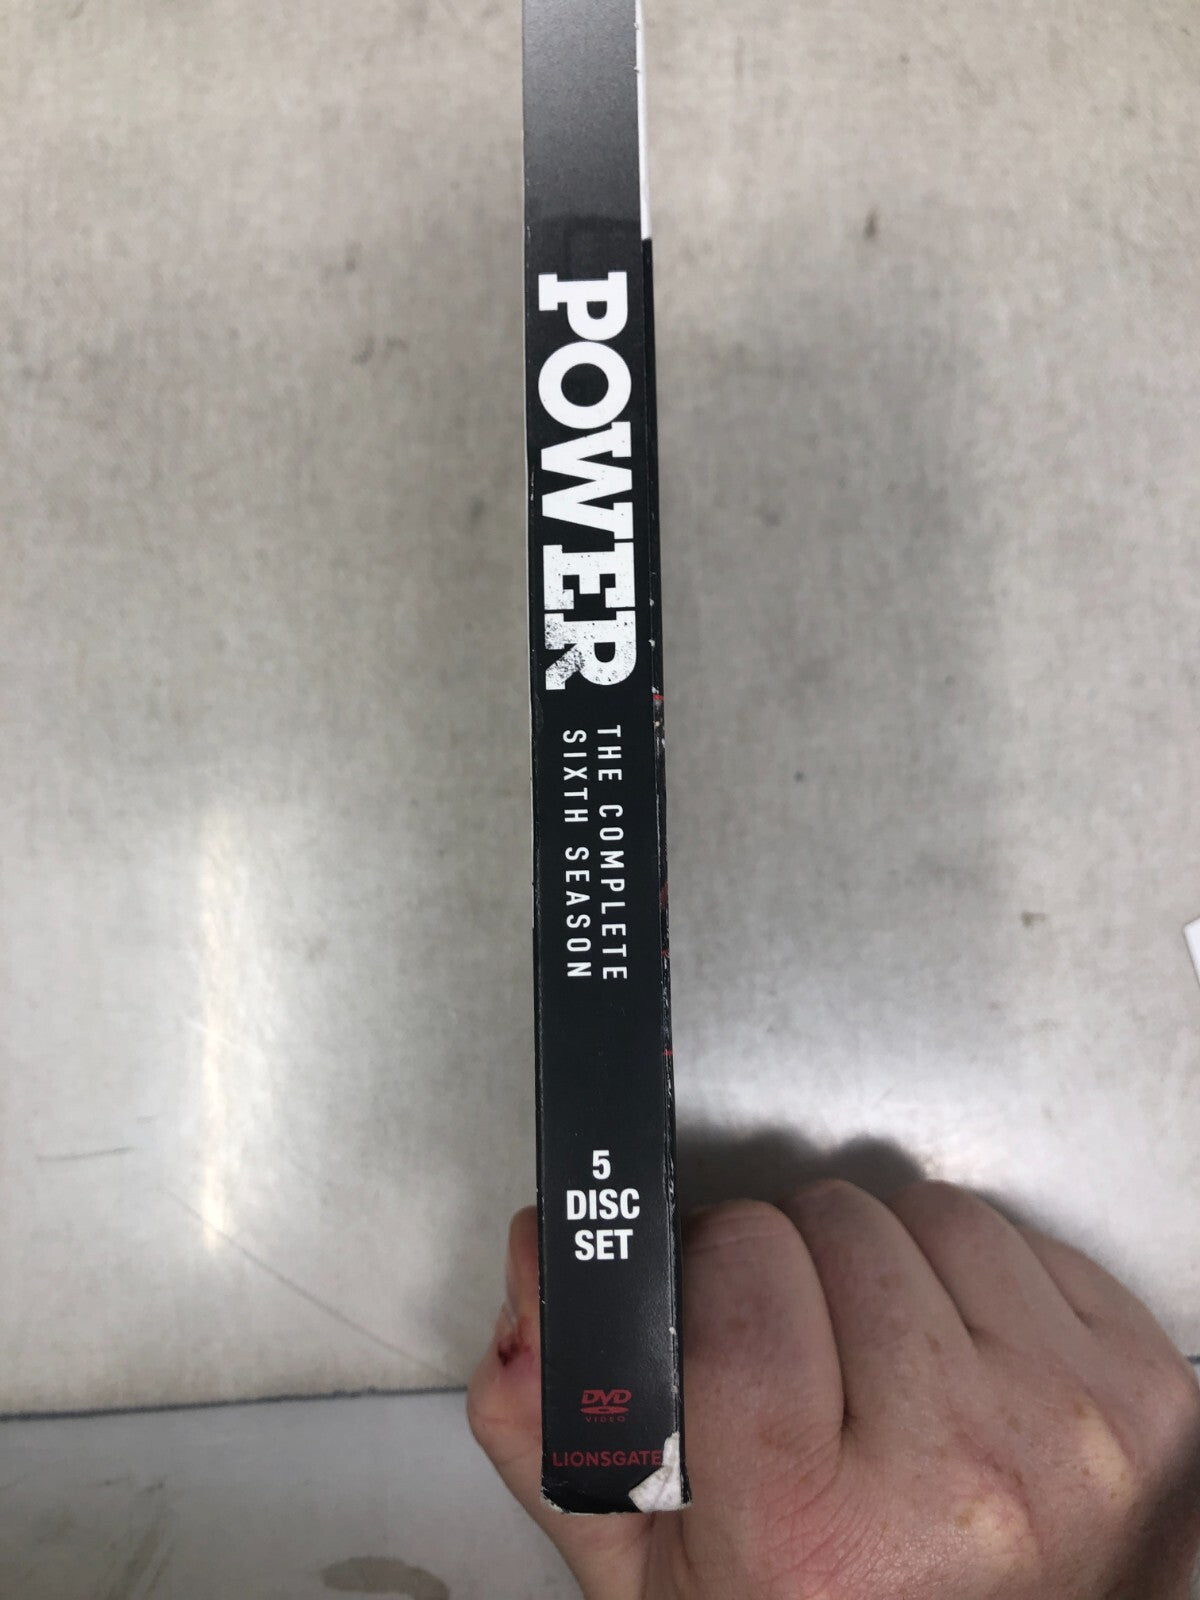 POWER
THE COMPLETE
SIXTH SEASON
5
DISC
SET
DVD
VIDEO
LIONSGATE